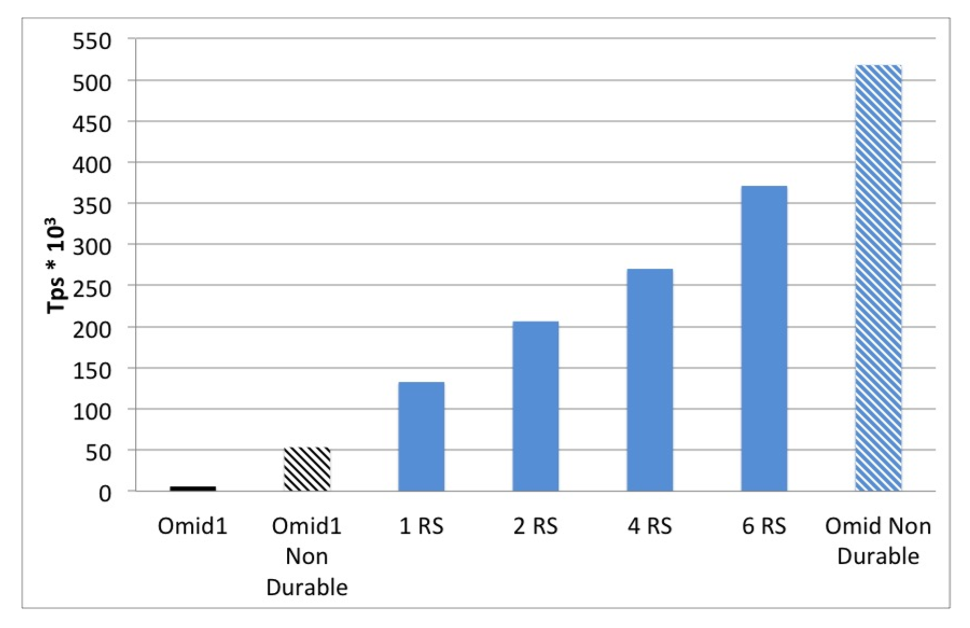 550
500
450
400
350
300
250
200
150
100
50
0
Tps * 10³
Omid1
Omid1
Non
Durable
1 RS
2 RS
4 RS
6 RS
Omid Non
Durable